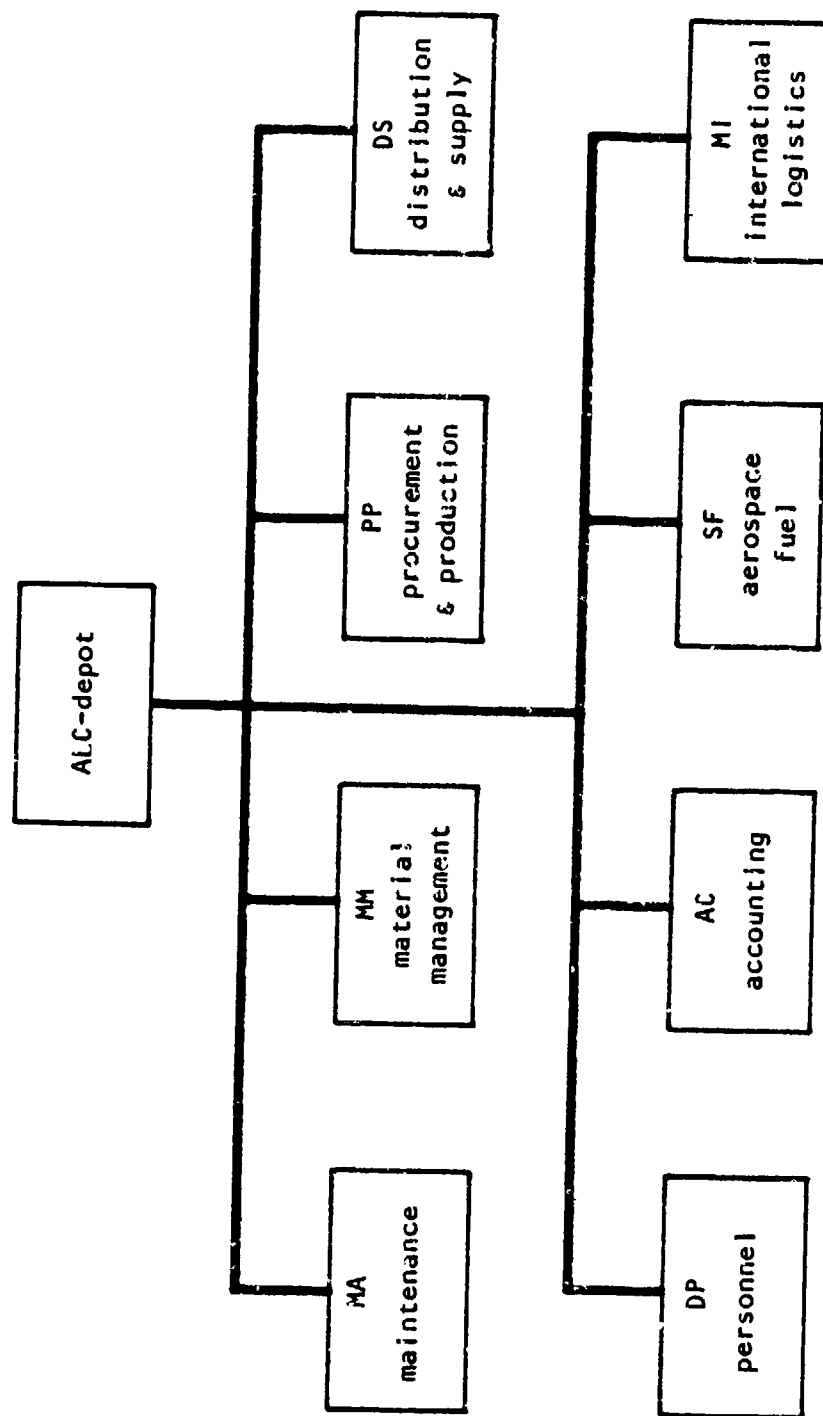 ALC-depot
MA
maintenance
MM
material
management
PP
procurement
& production
DS
distribution
& supply
DP
personnel
AC
accounting
SF
aerospace
fuel
MI
international
logistics